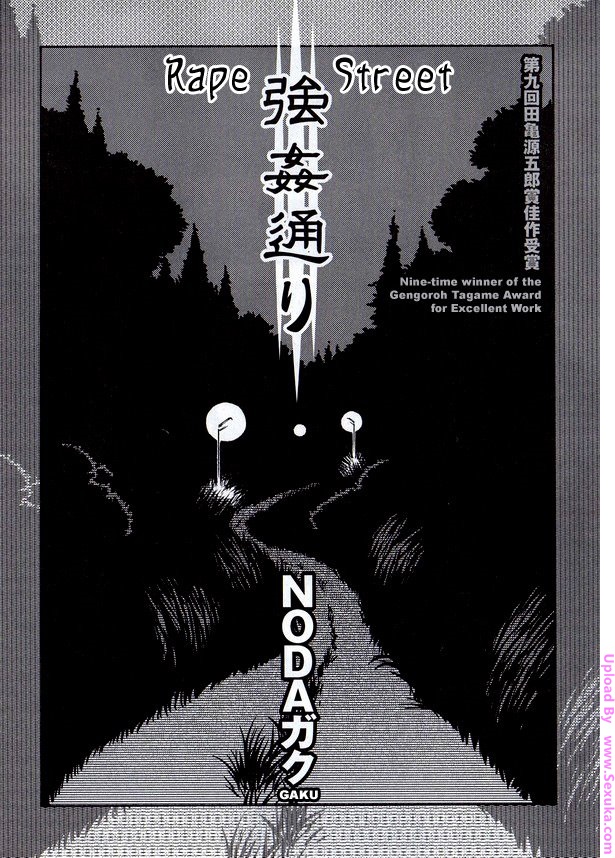 Rape Street
強姦通り
第九回田亀源五郎賞佳作受賞
Nine-time winner of the
Gengoroh Tagame Award
for Excellent Work
NODAガク
GAKU
Upload By www.Sexuka.com